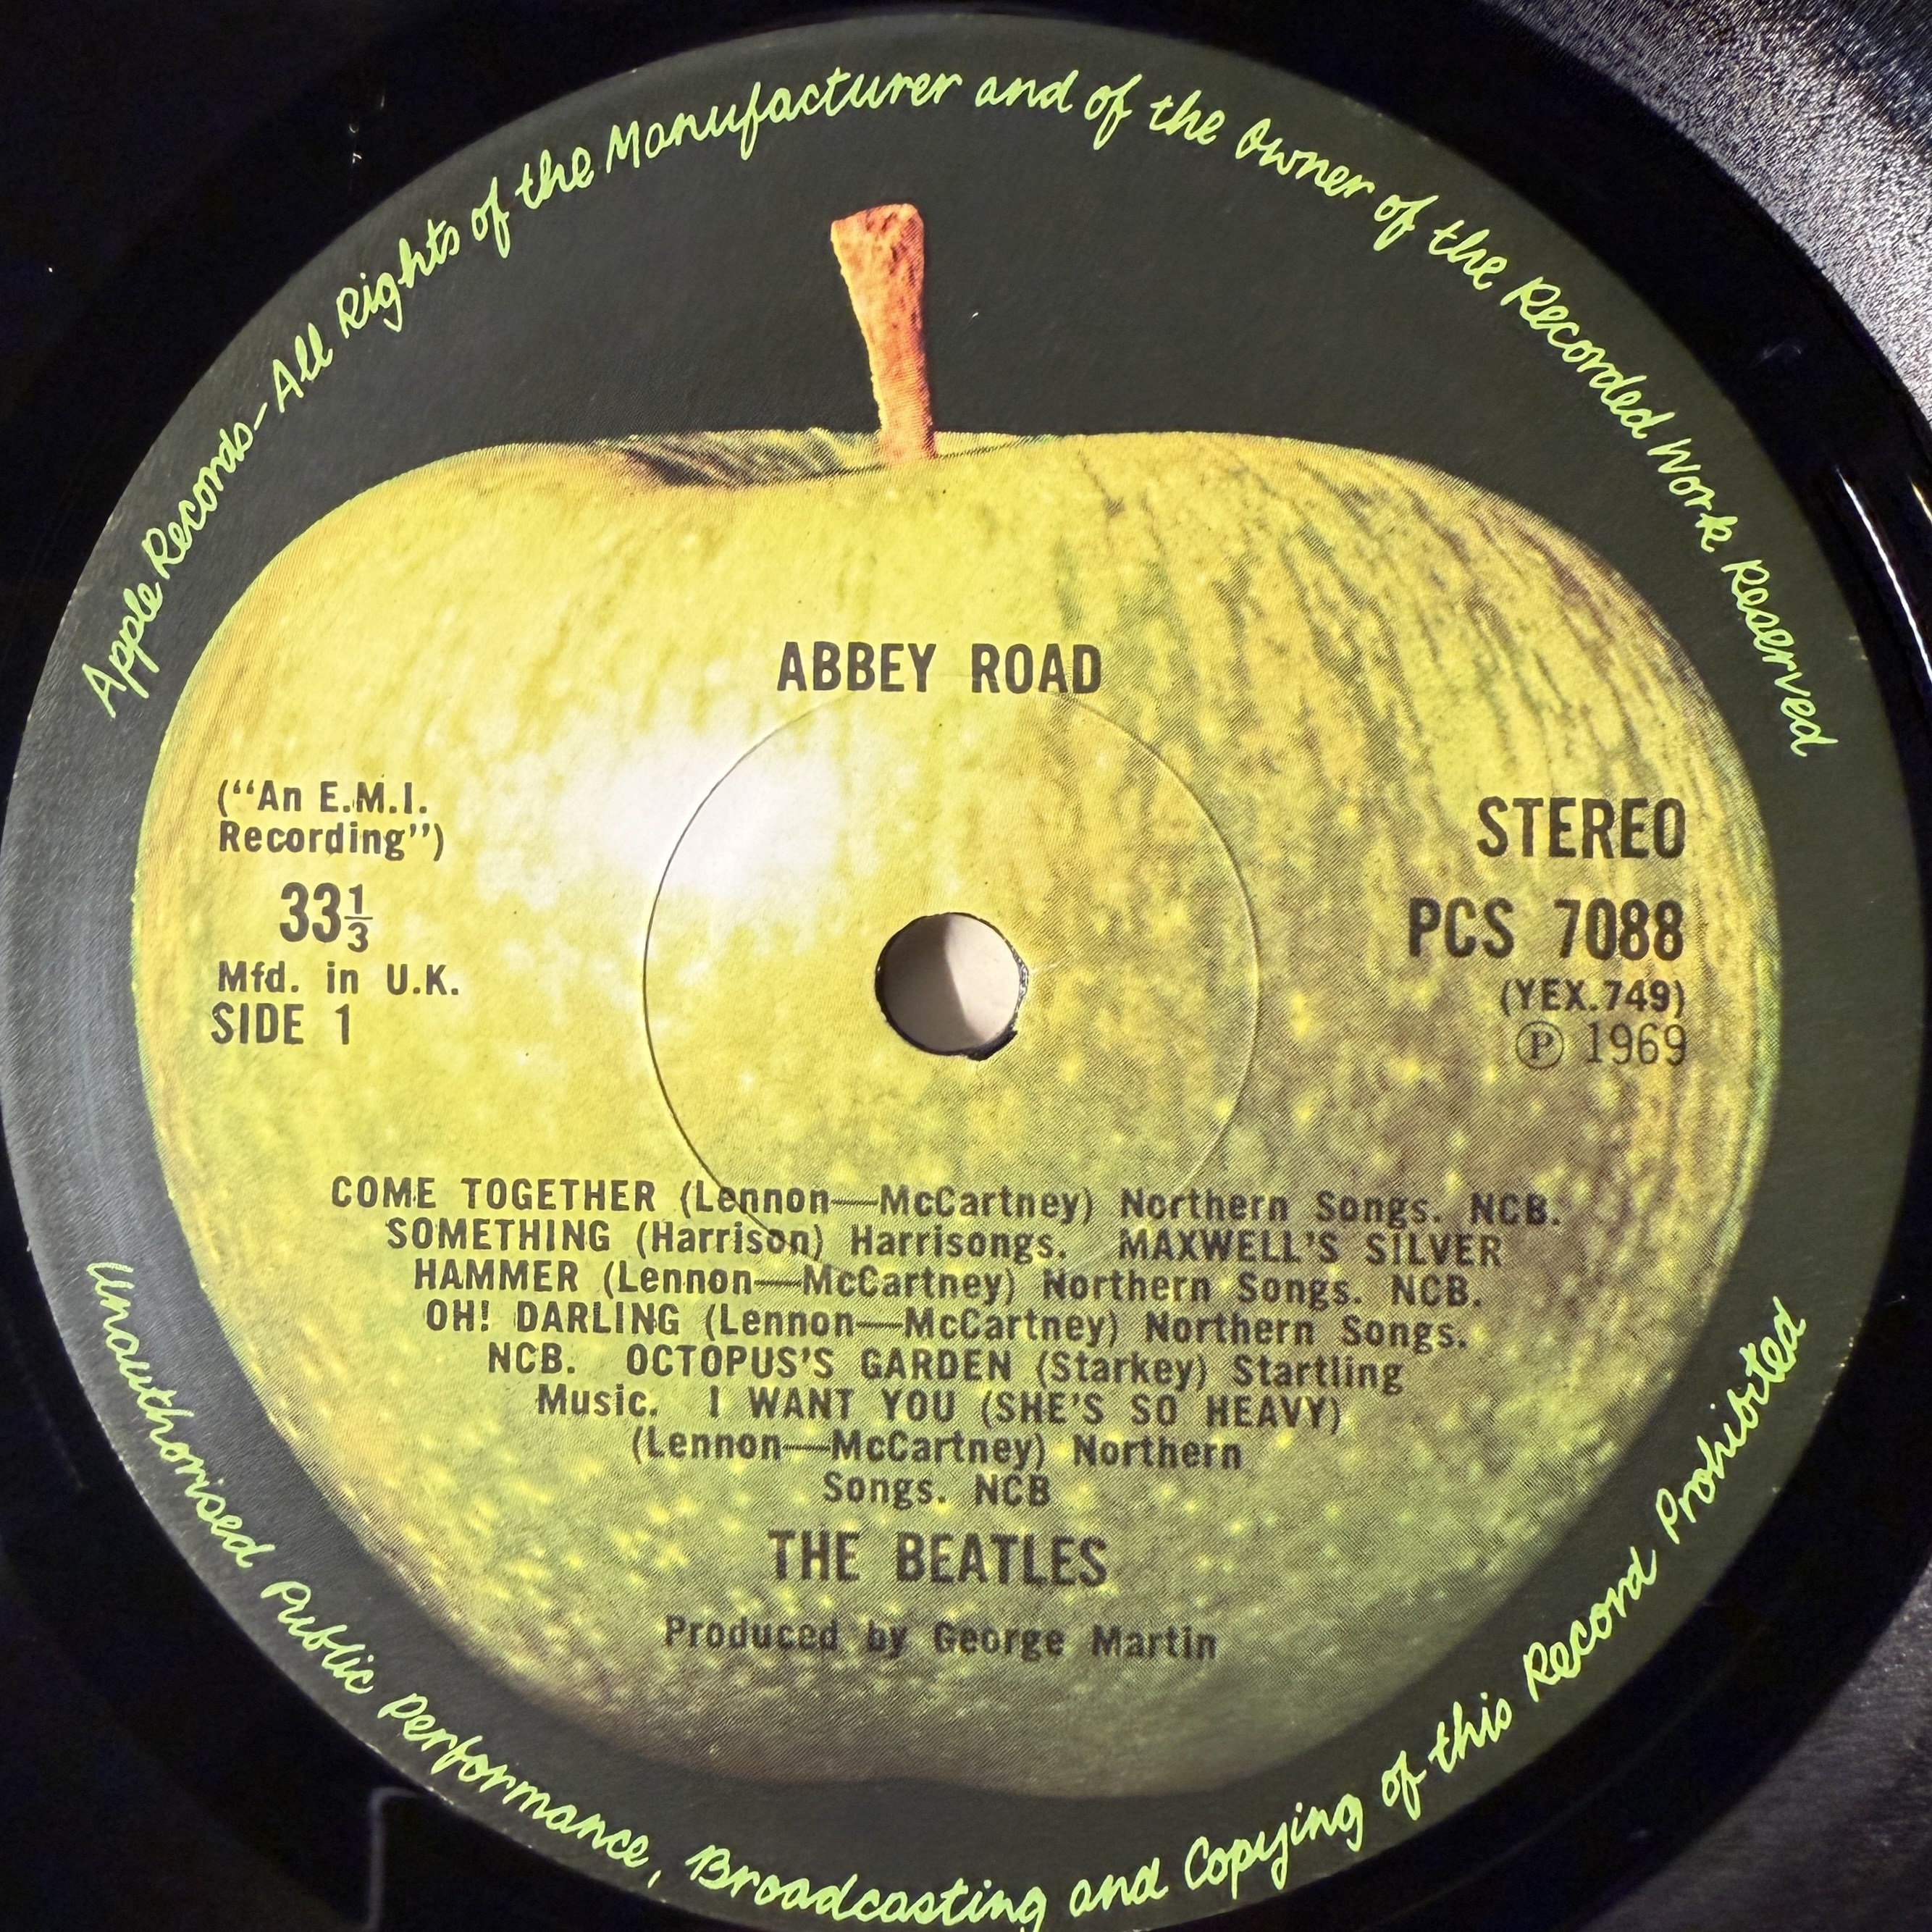 Apple Records—All Rights of the Manufacturer and of the Owner of the Recorded Work Reserved
ABBEY ROAD
(“An E.M.I.
Recording”)
33⅓
Mfd. in U.K.
SIDE 1
STEREO
PCS 7088
(YEX.749)
℗ 1969
COME TOGETHER (Lennon—McCartney) Northern Songs. NCB.
SOMETHING (Harrison) Harrisongs. MAXWELL’S SILVER
HAMMER (Lennon—McCartney) Northern Songs. NCB.
OH! DARLING (Lennon—McCartney) Northern Songs.
NCB. OCTOPUS’S GARDEN (Starkey) Startling
Music. I WANT YOU (SHE’S SO HEAVY)
(Lennon—McCartney) Northern
Songs. NCB
THE BEATLES
Produced by George Martin
Unauthorised Public Performance, Broadcasting and Copying of this Record Prohibited